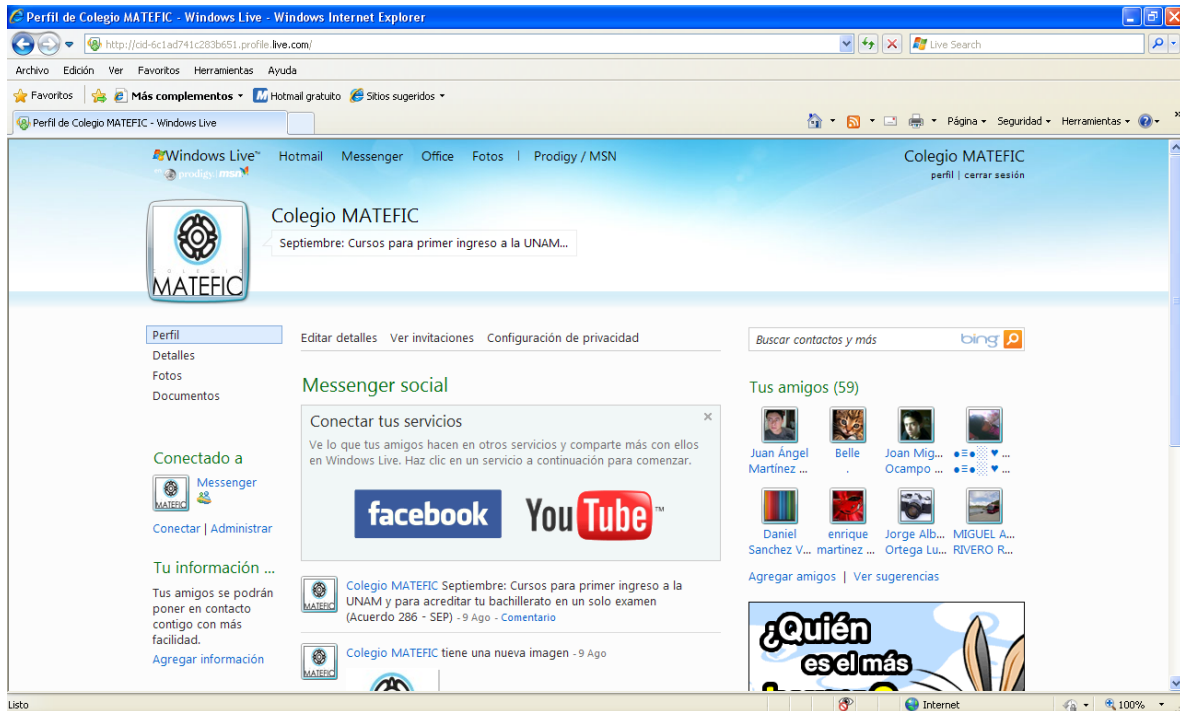 Perfil de Colegio MATEFIC - Windows Live - Windows Internet Explorer
http://cid-6c1ad741c283b651.profile.live.com/
Live Search
Archivo Edición Ver Favoritos Herramientas Ayuda
Favoritos Más complementos Hotmail gratuito Sitios sugeridos
Perfil de Colegio MATEFIC - Windows Live
Página Seguridad Herramientas
Windows Live™ Hotmail Messenger Office Fotos | Prodigy / MSN
prodigy msn
Colegio MATEFIC
perfil | cerrar sesión
COLEGIO
MATEFIC
Colegio MATEFIC
Septiembre: Cursos para primer ingreso a la UNAM...
Perfil
Detalles
Fotos
Documentos
Editar detalles Ver invitaciones Configuración de privacidad
Buscar contactos y más bing
Conectado a
MATEFIC
Messenger
Conectar | Administrar
Tu información ...
Tus amigos se podrán
poner en contacto
contigo con más
facilidad.
Agregar información
Messenger social
Conectar tus servicios
Ve lo que tus amigos hacen en otros servicios y comparte más con ellos
en Windows Live. Haz clic en un servicio a continuación para comenzar.
facebook YouTube™
MATEFIC
Colegio MATEFIC Septiembre: Cursos para primer ingreso a la
UNAM y para acreditar tu bachillerato en un solo examen
(Acuerdo 286 - SEP) - 9 Ago - Comentario
MATEFIC
Colegio MATEFIC tiene una nueva imagen - 9 Ago
Tus amigos (59)
Juan Ángel
Martínez ...
Belle
.
Joan Mig...
Ocampo ...
●≡●░ ♥ ...
●≡●░ ♥ ...
Daniel
Sanchez V...
enrique
martinez ...
Jorge Alb...
Ortega Lu...
MIGUEL A...
RIVERO R...
Agregar amigos | Ver sugerencias
¿Quién
es el más
Listo
Internet
100%